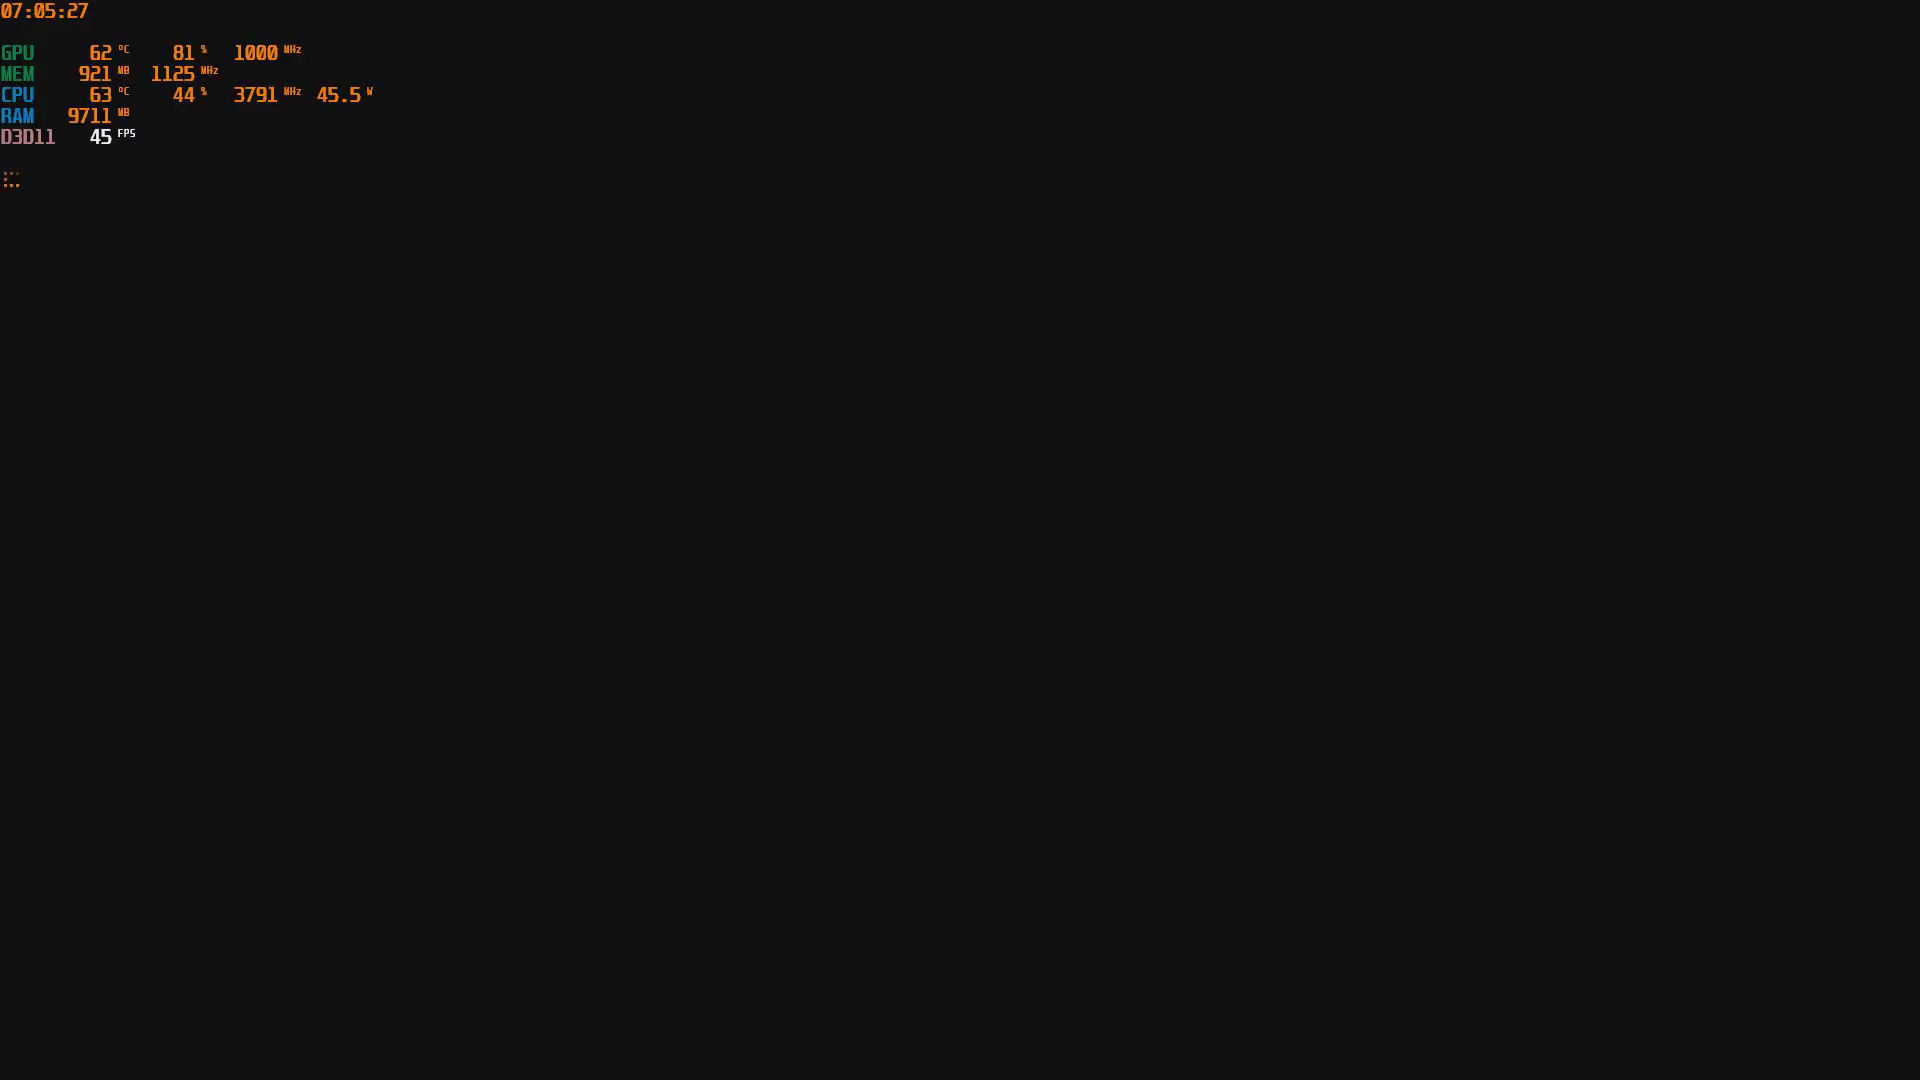 07:05:27
GPU 62 °C 81 % 1000 MHz
MEM 921 MB 1125 MHz
CPU 63 °C 44 % 3791 MHz 45.5 W
RAM 9711 MB
D3D11 45 FPS